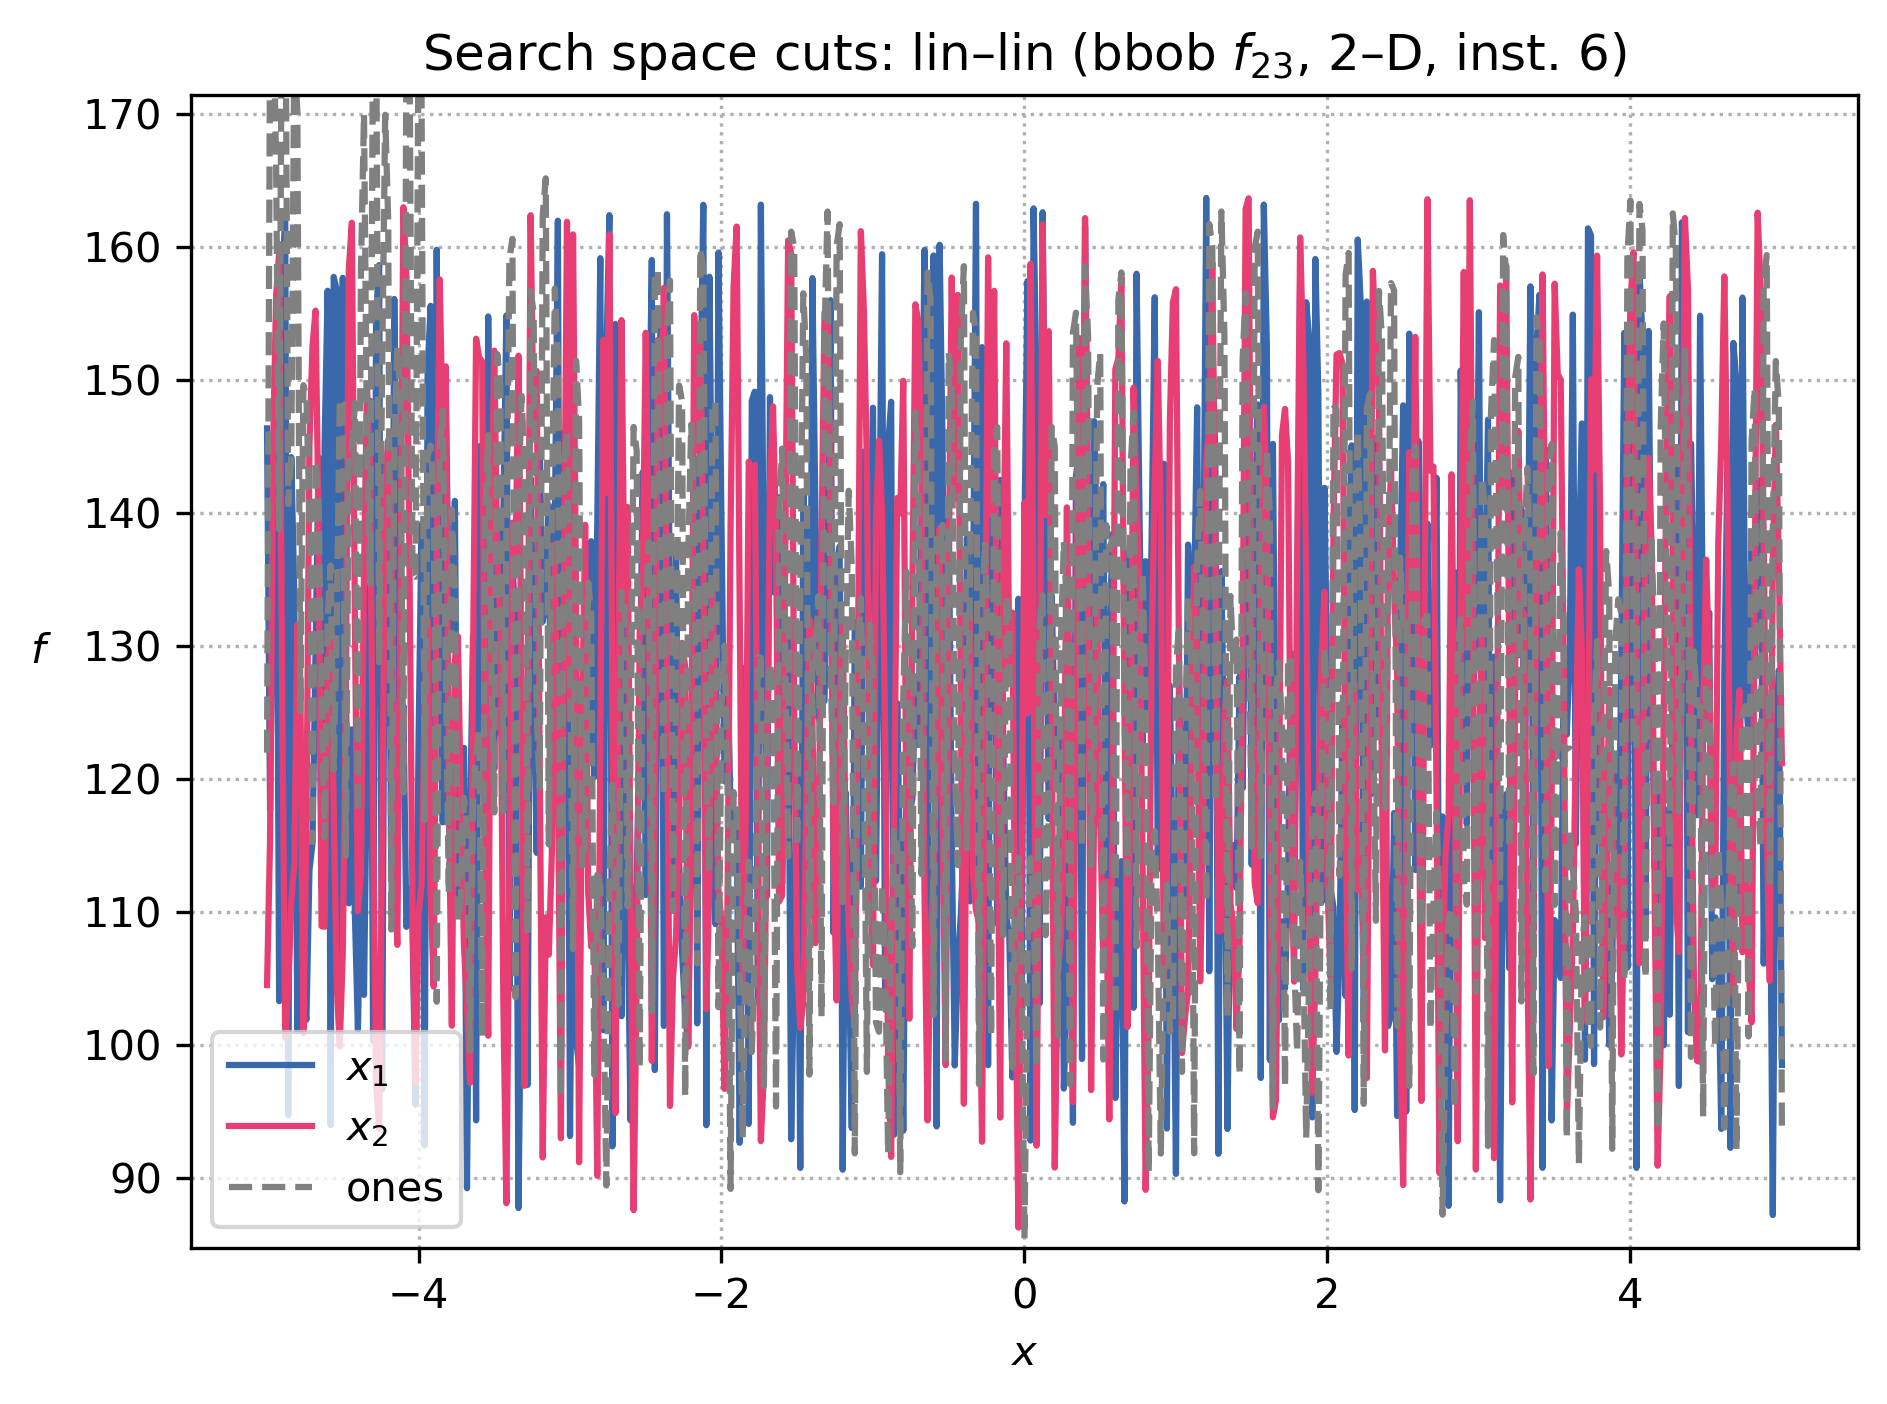 Search space cuts: lin–lin (bbob f₂₃, 2–D, inst. 6)
170
160
150
140
130
120
110
100
90
f
x₁
x₂
ones
−4
−2
0
2
4
x